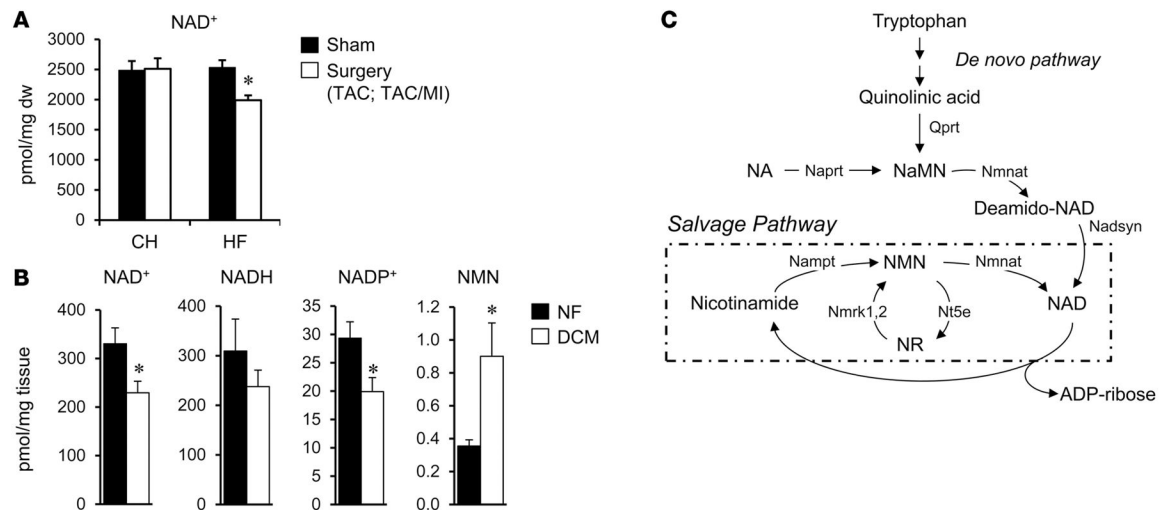 A
NAD+
3000
2500
2000
1500
1000
500
0
pmol/mg dw
*
CH
HF
Sham
Surgery
(TAC; TAC/MI)
B
pmol/mg tissue
NAD+
400
300
200
100
0
*
NADH
400
300
200
100
0
NADP+
35
30
25
20
15
10
5
0
*
NMN
1.2
1.0
0.8
0.6
0.4
0.2
0.0
*
NF
DCM
C
Tryptophan
De novo pathway
Quinolinic acid
Qprt
NA
Naprt
NaMN
Nmnat
Deamido-NAD
Nadsyn
Salvage Pathway
Nampt
NMN
Nmnat
Nicotinamide
Nmrk1,2
Nt5e
NAD
NR
ADP-ribose